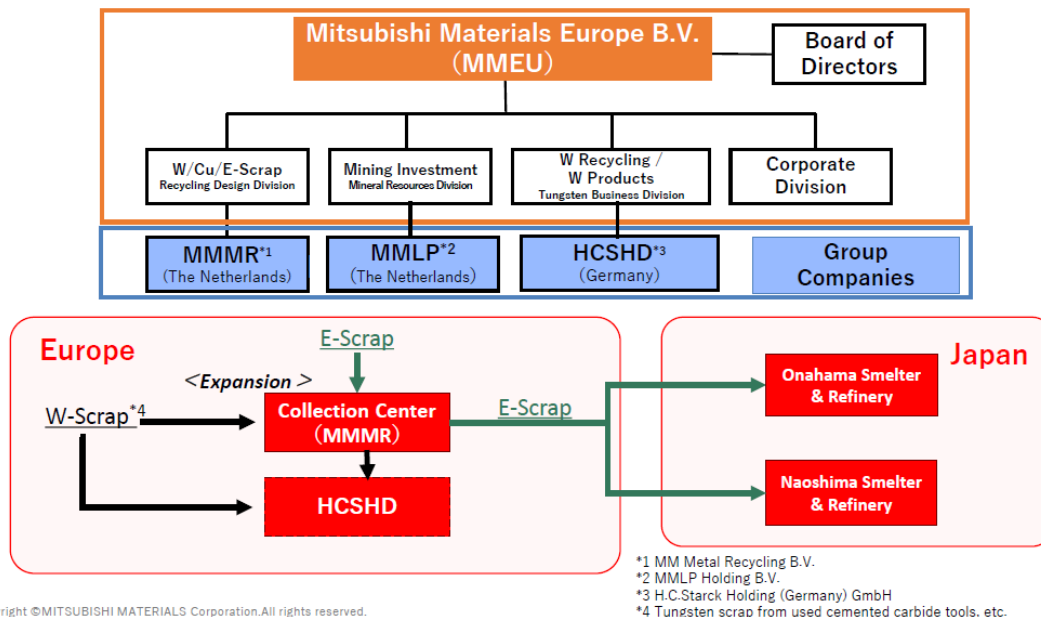 Mitsubishi Materials Europe B.V.
(MMEU)
Board of
Directors
W/Cu/E-Scrap
Recycling Design Division
Mining Investment
Mineral Resources Division
W Recycling /
W Products
Tungsten Business Division
Corporate
Division
MMMR*1
(The Netherlands)
MMLP*2
(The Netherlands)
HCSHD*3
(Germany)
Group
Companies
Europe
E-Scrap
<Expansion >
W-Scrap*4
Collection Center
(MMMR)
HCSHD
E-Scrap
Japan
Onahama Smelter
& Refinery
Naoshima Smelter
& Refinery
*1 MM Metal Recycling B.V.
*2 MMLP Holding B.V.
*3 H.C.Starck Holding (Germany) GmbH
*4 Tungsten scrap from used cemented carbide tools, etc.
right ©MITSUBISHI MATERIALS Corporation.All rights reserved.